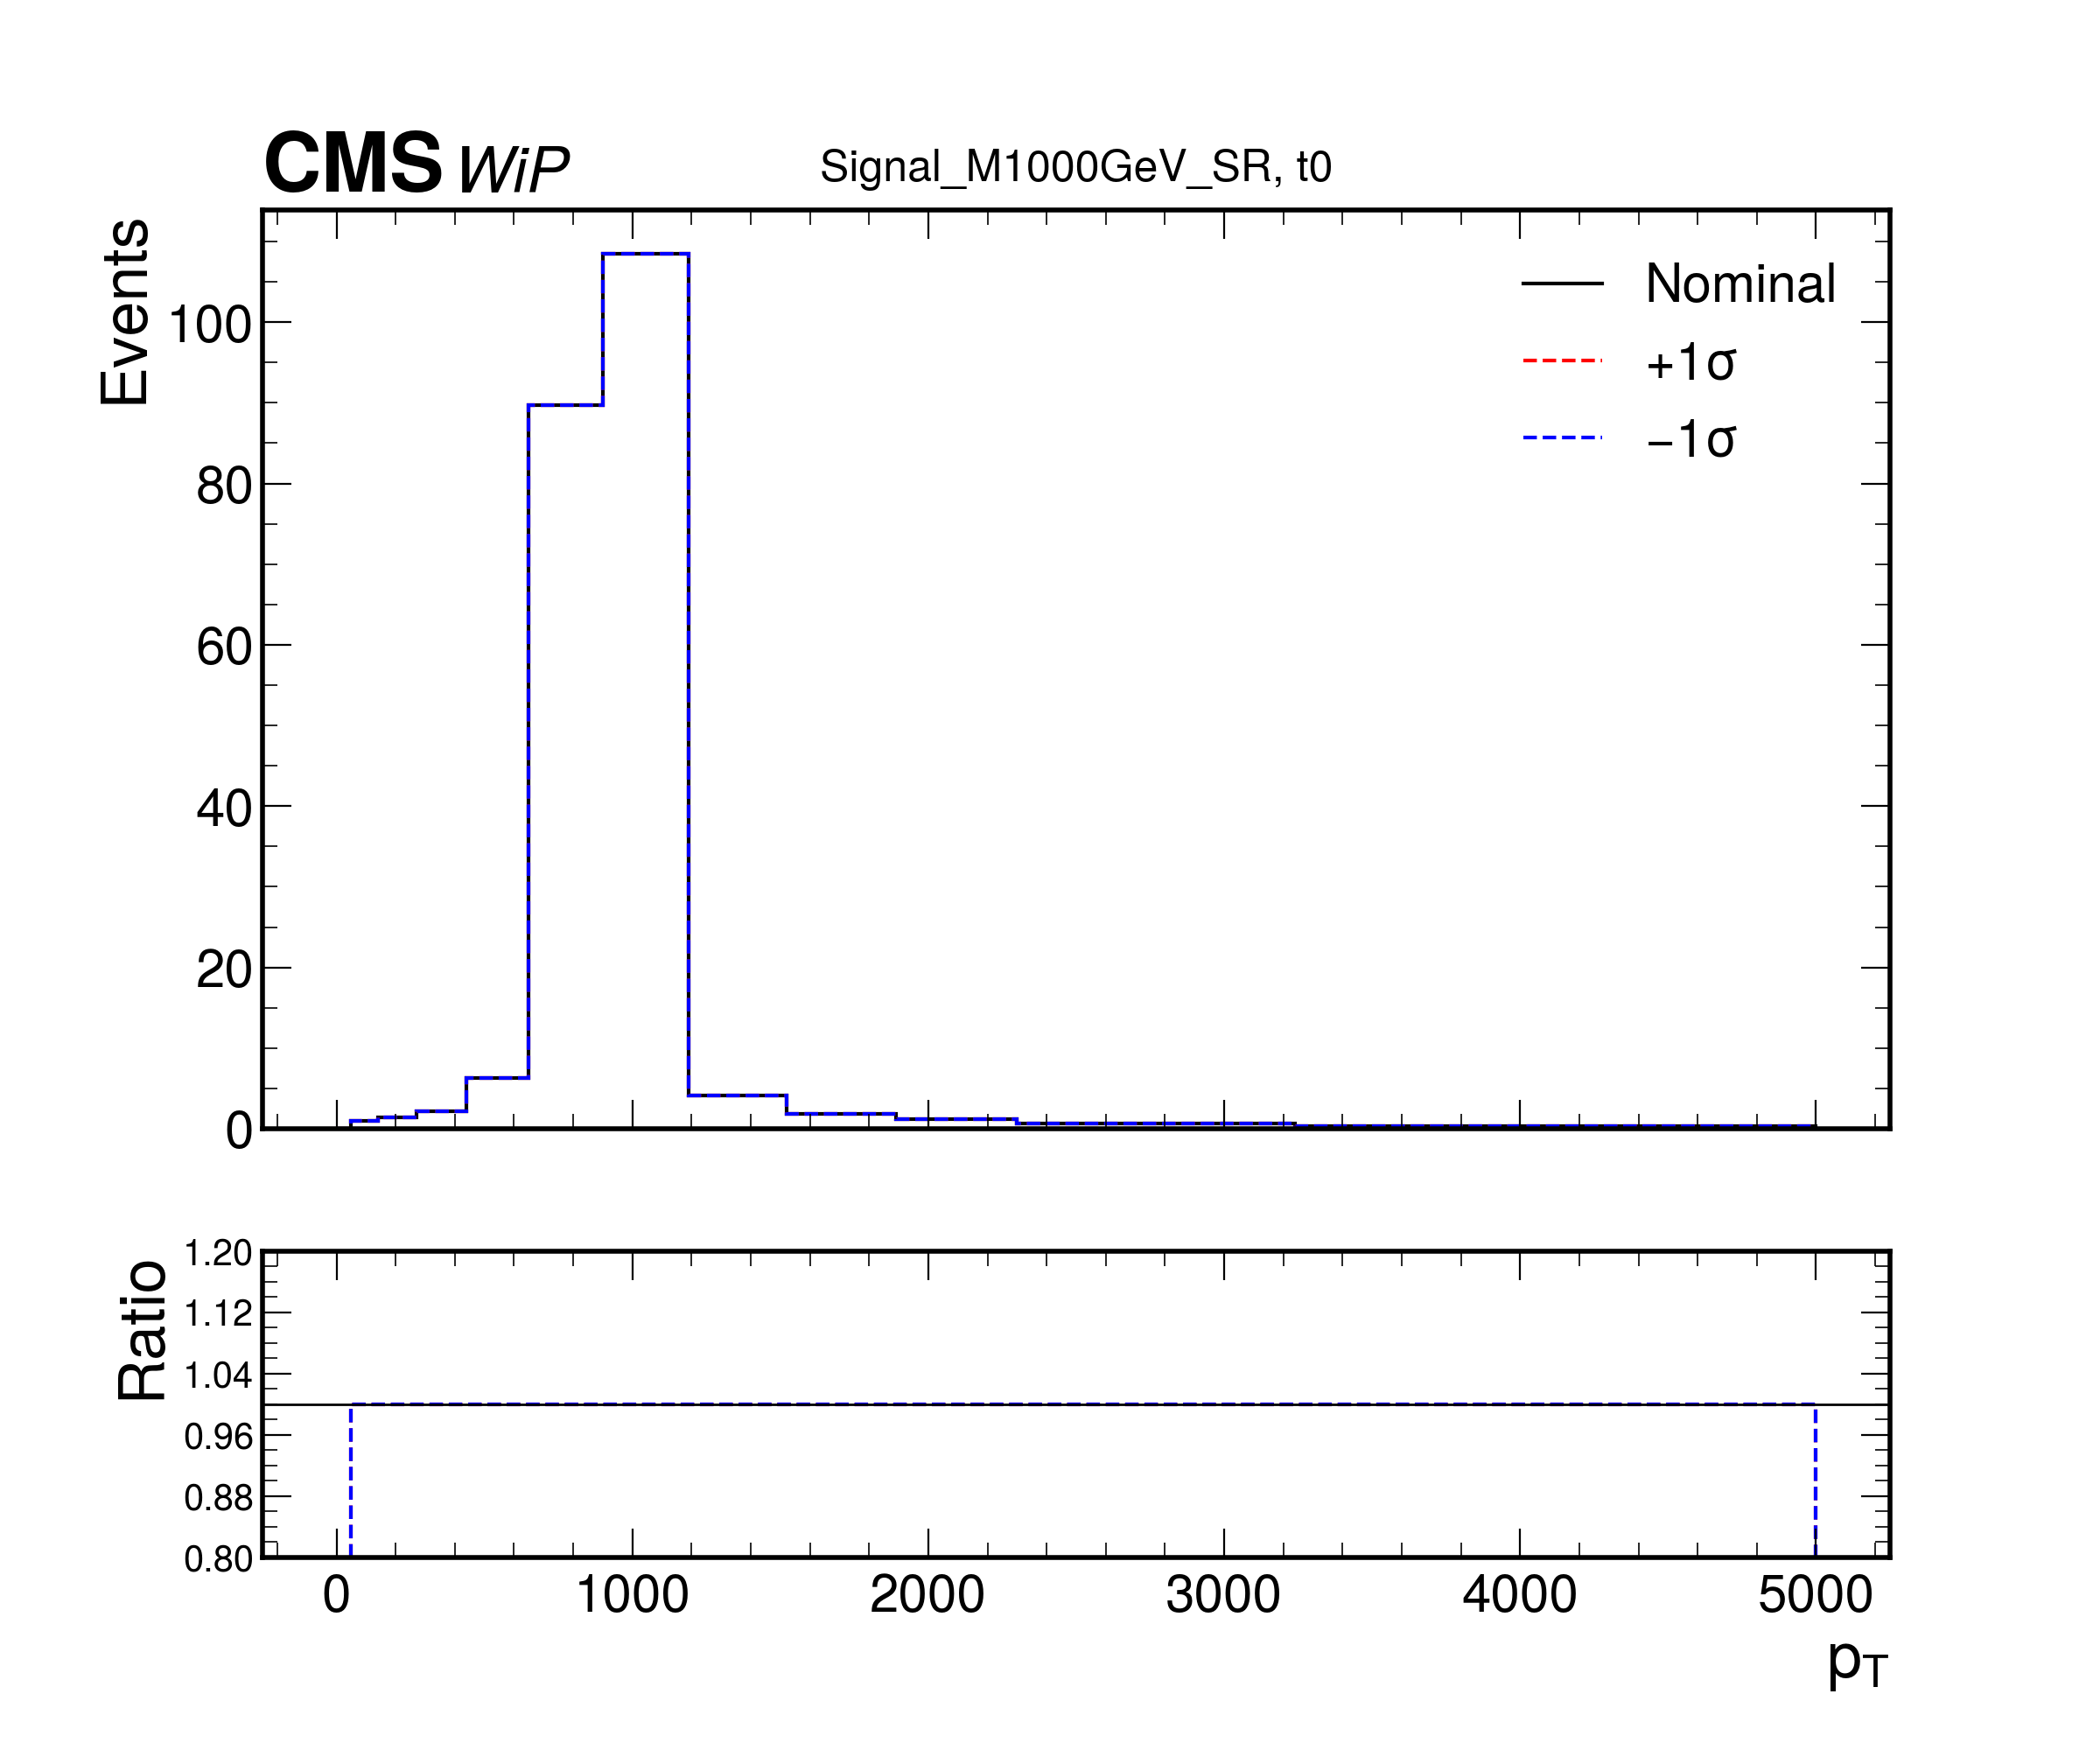 CMS WiP Signal_M1000GeV_SR, t0
Events
100
80
60
40
20
0
Nominal
+1σ
−1σ
Ratio
1.20
1.12
1.04
0.96
0.88
0.80
0 1000 2000 3000 4000 5000
pT